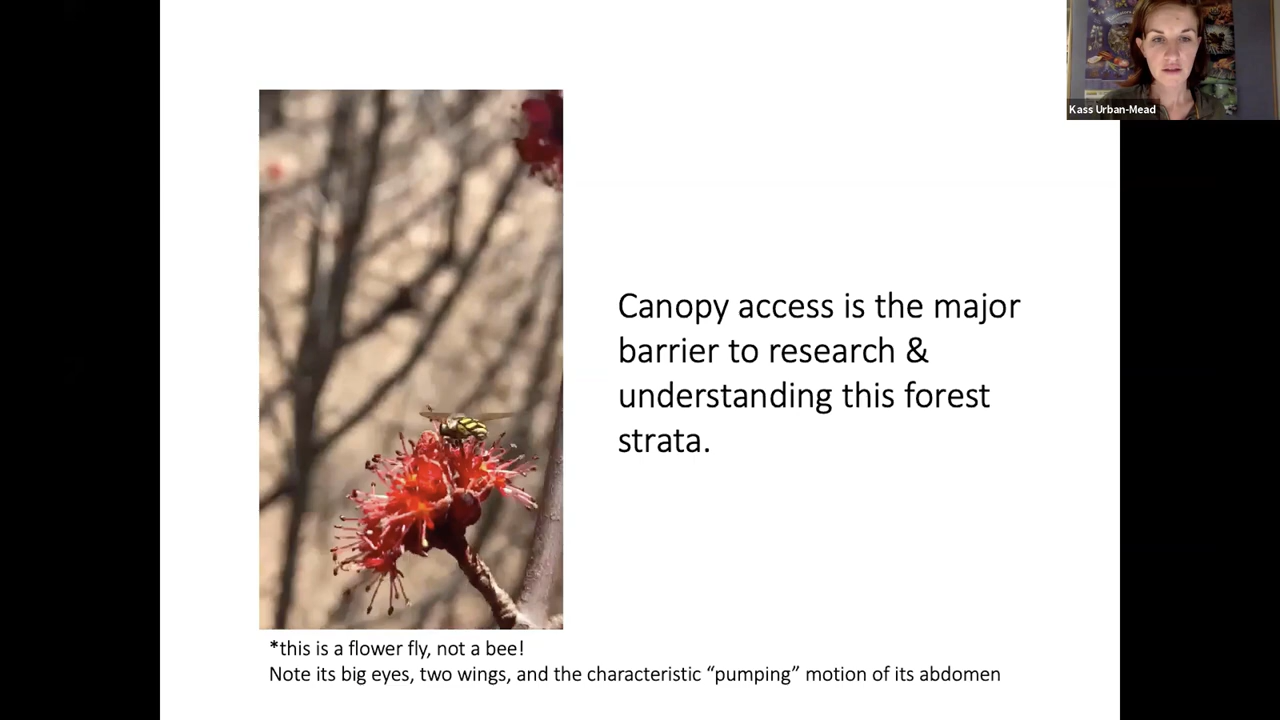 Kass Urban-Mead
Canopy access is the major
barrier to research &
understanding this forest
strata.
*this is a flower fly, not a bee!
Note its big eyes, two wings, and the characteristic “pumping” motion of its abdomen